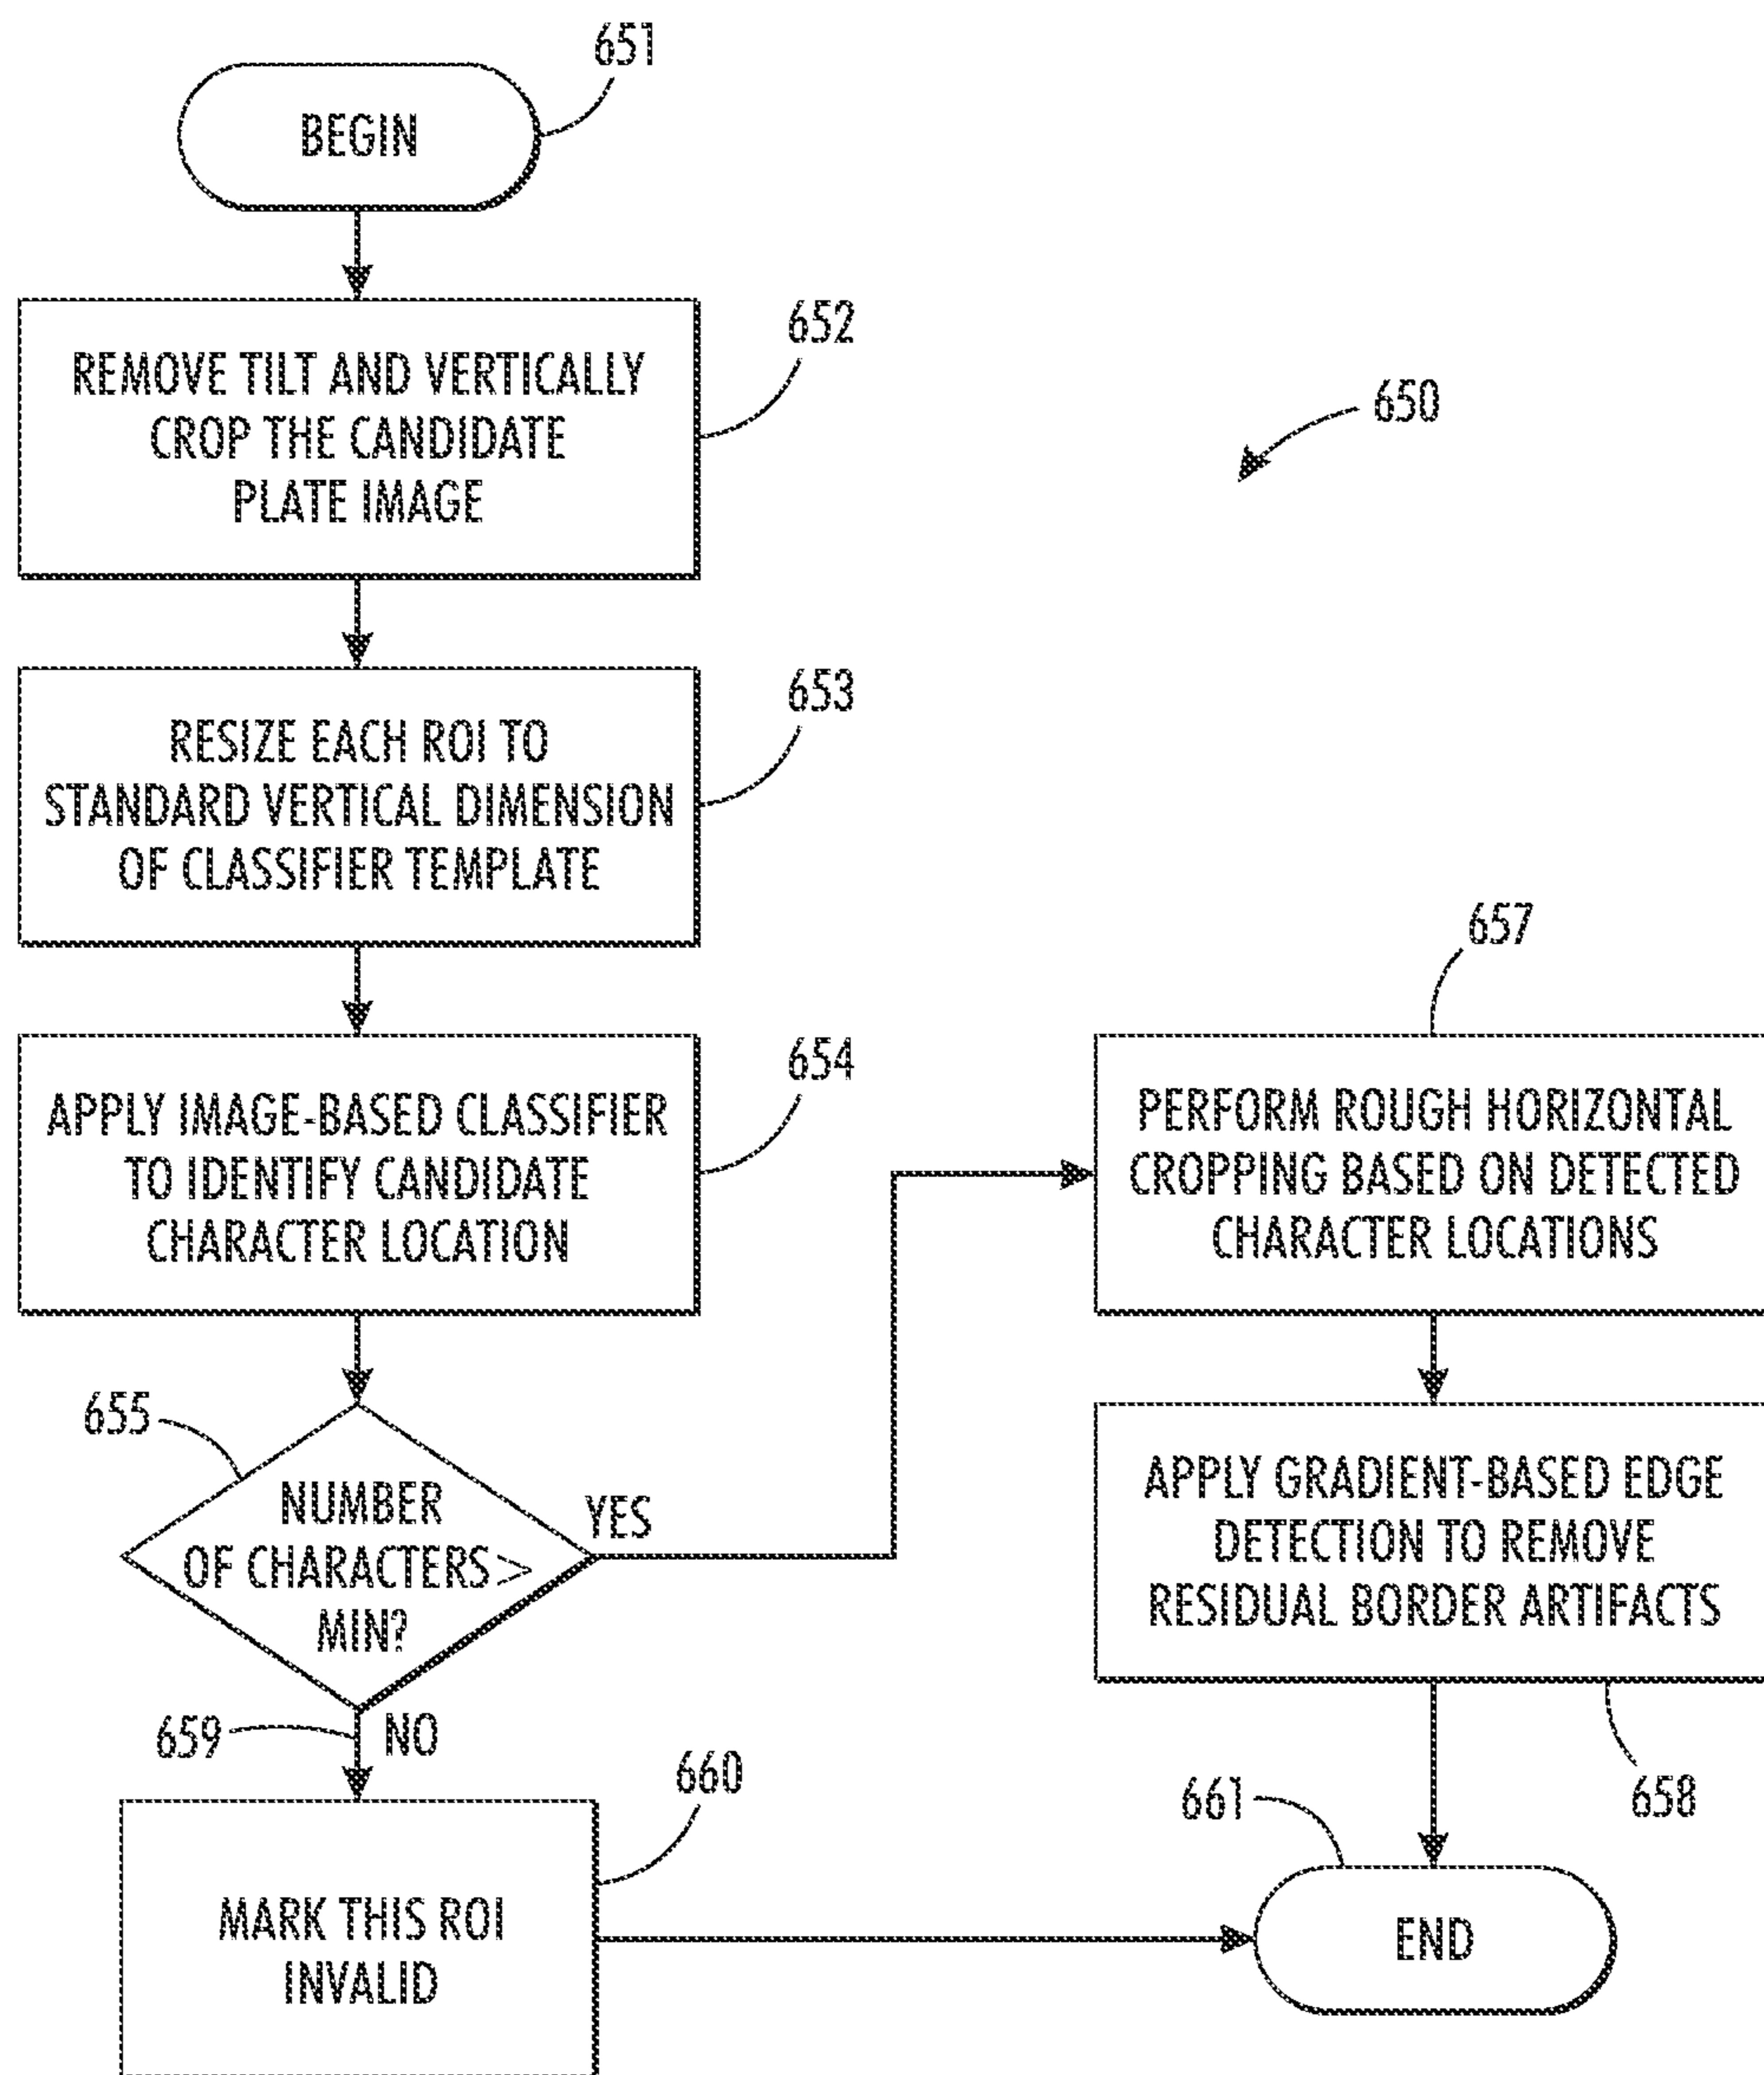 651
BEGIN
652
REMOVE TILT AND VERTICALLY
CROP THE CANDIDATE
PLATE IMAGE
650
653
RESIZE EACH ROI TO
STANDARD VERTICAL DIMENSION
OF CLASSIFIER TEMPLATE
654
APPLY IMAGE-BASED CLASSIFIER
TO IDENTIFY CANDIDATE
CHARACTER LOCATION
655
NUMBER
OF CHARACTERS >
MIN?
YES
659
NO
660
MARK THIS ROI
INVALID
657
PERFORM ROUGH HORIZONTAL
CROPPING BASED ON DETECTED
CHARACTER LOCATIONS
APPLY GRADIENT-BASED EDGE
DETECTION TO REMOVE
RESIDUAL BORDER ARTIFACTS
658
661
END